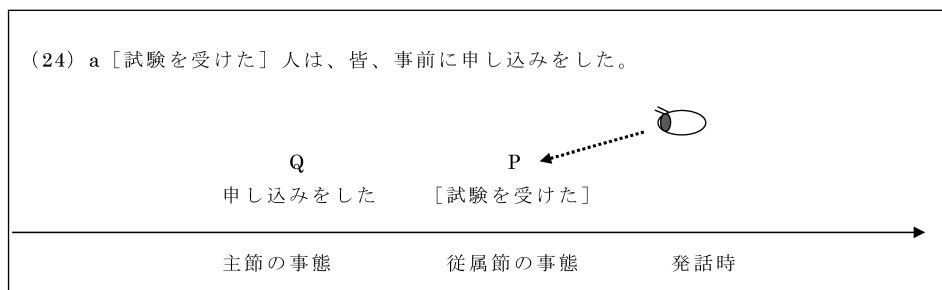 (24) a［試験を受けた］人は、皆、事前に申し込みをした。
Q P
申し込みをした ［試験を受けた］
主節の事態 従属節の事態 発話時